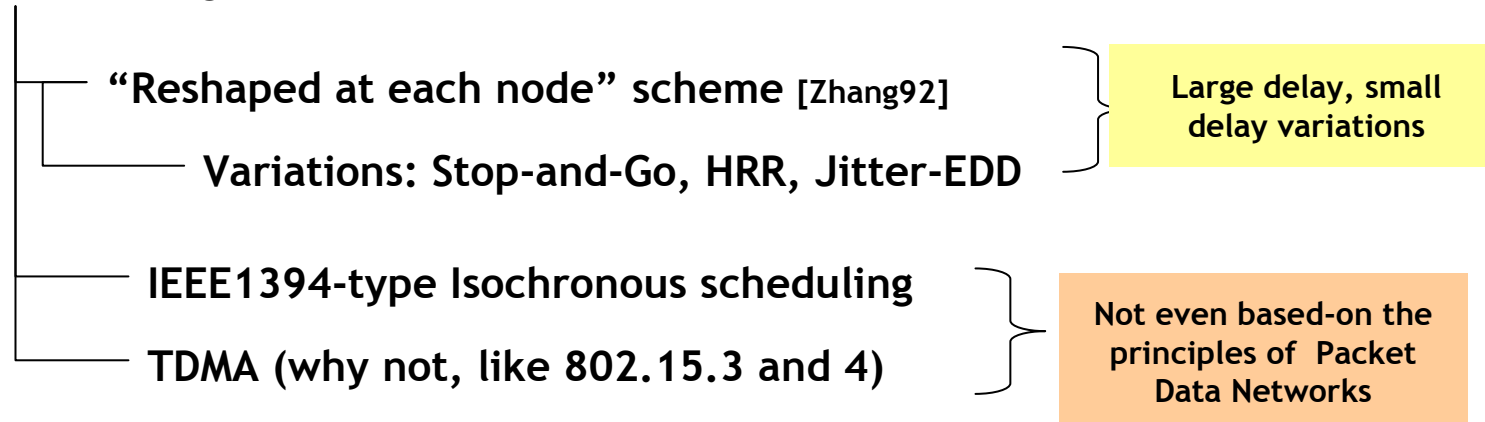 “Reshaped at each node” scheme [Zhang92]
Large delay, small
delay variations
Variations: Stop-and-Go, HRR, Jitter-EDD
IEEE1394-type Isochronous scheduling
Not even based-on the
principles of Packet
Data Networks
TDMA (why not, like 802.15.3 and 4)